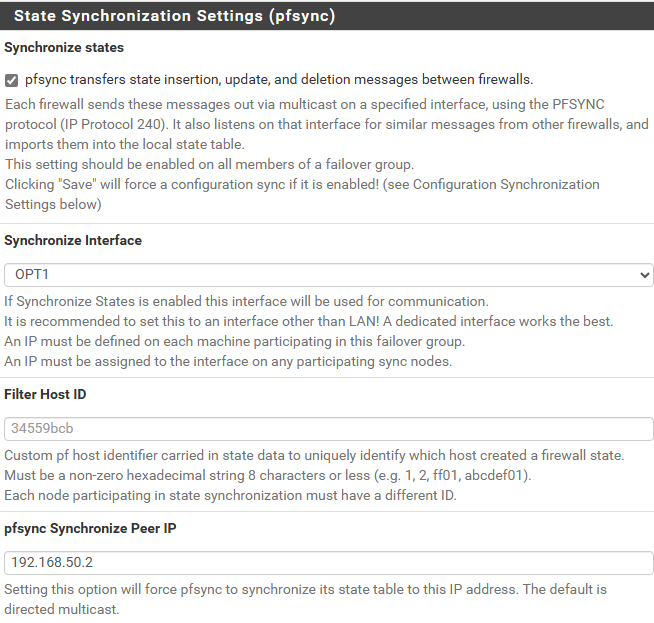 State Synchronization Settings (pfsync)
Synchronize states
pfsync transfers state insertion, update, and deletion messages between firewalls.
Each firewall sends these messages out via multicast on a specified interface, using the PFSYNC
protocol (IP Protocol 240). It also listens on that interface for similar messages from other firewalls, and
imports them into the local state table.
This setting should be enabled on all members of a failover group.
Clicking "Save" will force a configuration sync if it is enabled! (see Configuration Synchronization
Settings below)
Synchronize Interface
OPT1
If Synchronize States is enabled this interface will be used for communication.
It is recommended to set this to an interface other than LAN! A dedicated interface works the best.
An IP must be defined on each machine participating in this failover group.
An IP must be assigned to the interface on any participating sync nodes.
Filter Host ID
34559bcb
Custom pf host identifier carried in state data to uniquely identify which host created a firewall state.
Must be a non-zero hexadecimal string 8 characters or less (e.g. 1, 2, ff01, abcdef01).
Each node participating in state synchronization must have a different ID.
pfsync Synchronize Peer IP
192.168.50.2
Setting this option will force pfsync to synchronize its state table to this IP address. The default is
directed multicast.